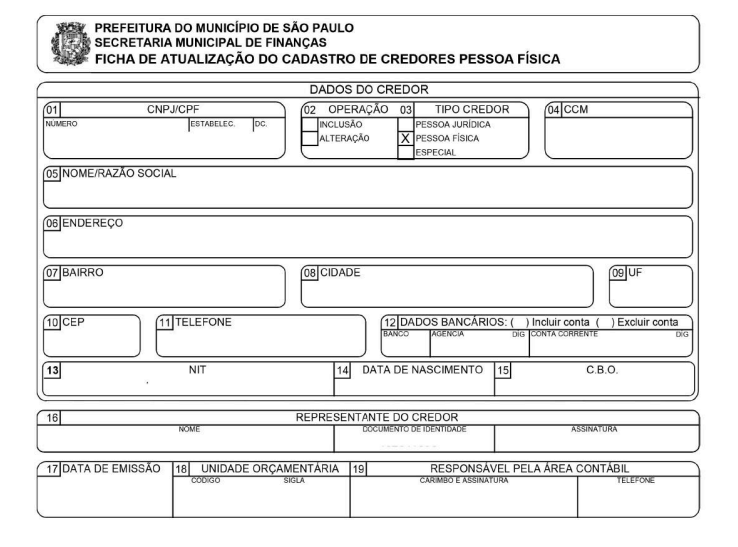 PREFEITURA DO MUNICÍPIO DE SÃO PAULO
SECRETARIA MUNICIPAL DE FINANÇAS
FICHA DE ATUALIZAÇÃO DO CADASTRO DE CREDORES PESSOA FÍSICA
DADOS DO CREDOR
01 CNPJ/CPF
NÚMERO ESTABELEC. DC.
02 OPERAÇÃO 03 TIPO CREDOR
INCLUSÃO PESSOA JURÍDICA
ALTERAÇÃO X PESSOA FÍSICA
ESPECIAL
04 CCM
05 NOME/RAZÃO SOCIAL
06 ENDEREÇO
07 BAIRRO
08 CIDADE
09 UF
10 CEP
11 TELEFONE
12 DADOS BANCÁRIOS: ( ) Incluir conta ( ) Excluir conta
BANCO AGENCIA DIG CONTA CORRENTE DIG
13 NIT
14 DATA DE NASCIMENTO
15 C.B.O.
16 REPRESENTANTE DO CREDOR
NOME DOCUMENTO DE IDENTIDADE ASSINATURA
17 DATA DE EMISSÃO
18 UNIDADE ORÇAMENTÁRIA
CODIGO SIGLA
19 RESPONSÁVEL PELA ÁREA CONTÁBIL
CARIMBO E ASSINATURA TELEFONE